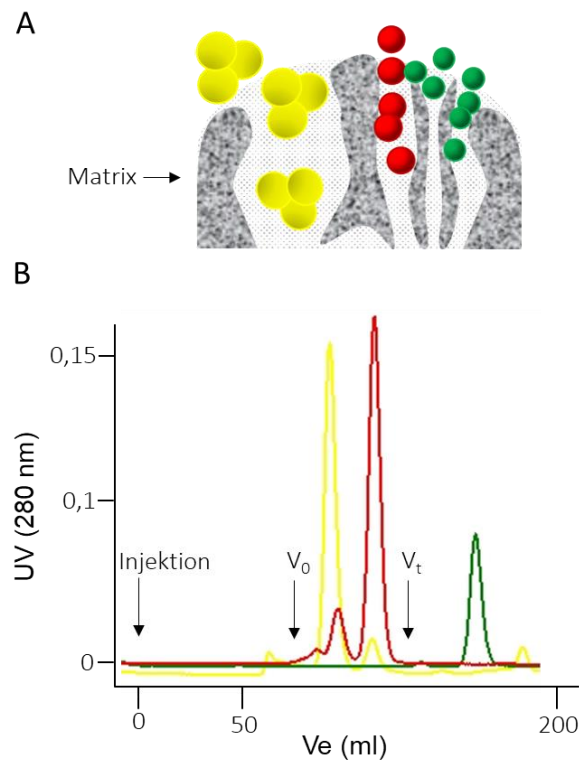 A
Matrix
B
0,15
0,1
UV (280 nm)
Injektion
V₀
Vₜ
0
0
50
200
Ve (ml)